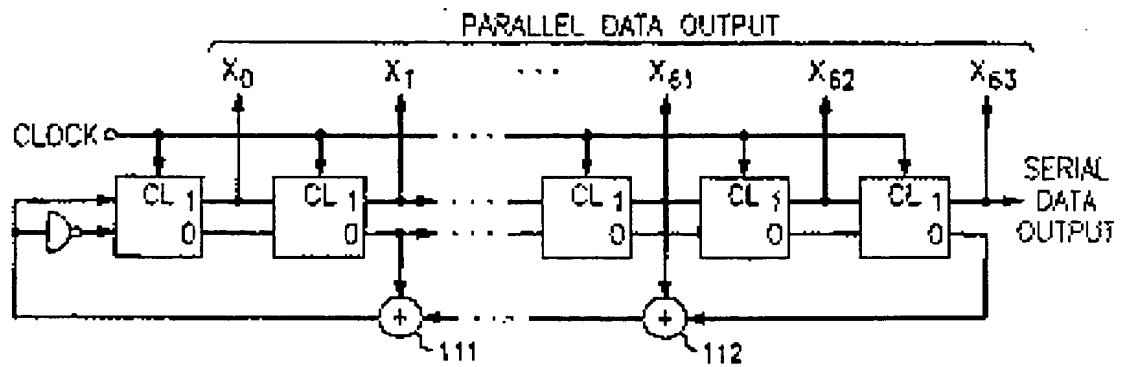 PARALLEL DATA OUTPUT
X0 X1 ... X61 X62 X63
CLOCK
CL 1 CL 1 CL 1 CL 1 CL 1
0 0 0 0 0
SERIAL
DATA
OUTPUT
+ +
111 112